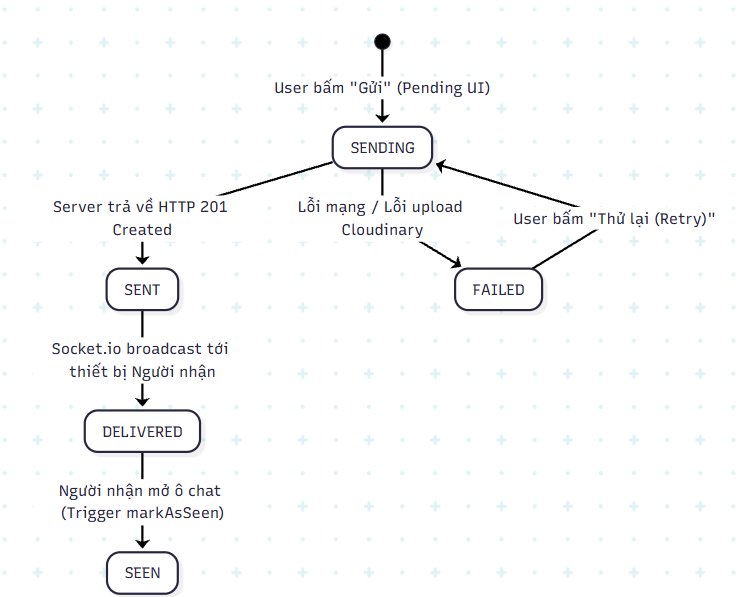 User bấm "Gửi" (Pending UI)
SENDING
Server trả về HTTP 201
Created
Lỗi mạng / Lỗi upload
Cloudinary
User bấm "Thử lại (Retry)"
SENT
FAILED
Socket.io broadcast tới
thiết bị Người nhận
DELIVERED
Người nhận mở ô chat
(Trigger markAsSeen)
SEEN